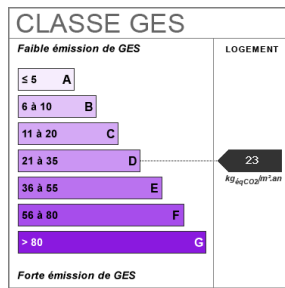 CLASSE GES
Faible émission de GES
LOGEMENT
≤ 5 A
6 à 10 B
11 à 20 C
21 à 35 D
23
kgéqCO2/m².an
36 à 55 E
56 à 80 F
> 80 G
Forte émission de GES